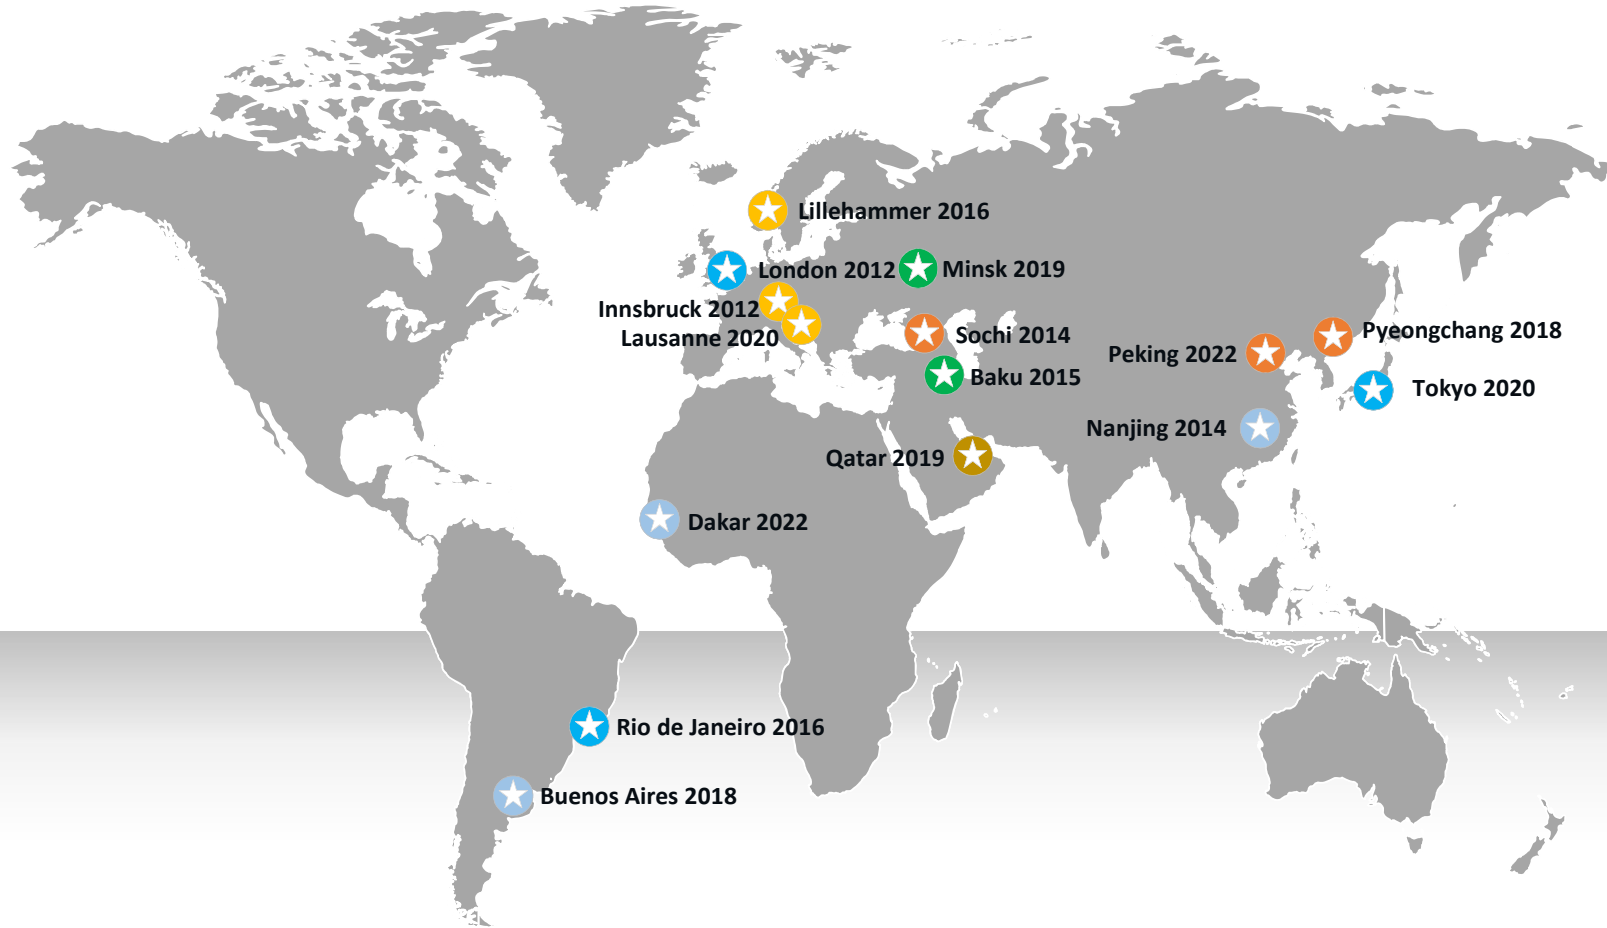 Lillehammer 2016
London 2012
Minsk 2019
Innsbruck 2012
Lausanne 2020
Sochi 2014
Pyeongchang 2018
Peking 2022
Baku 2015
Tokyo 2020
Nanjing 2014
Qatar 2019
Dakar 2022
Rio de Janeiro 2016
Buenos Aires 2018